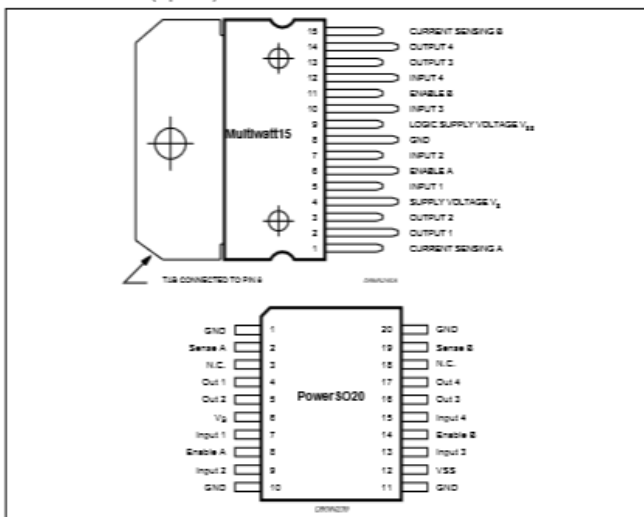 15 CURRENT SENSING B
14 OUTPUT 4
13 OUTPUT 3
12 INPUT 4
11 ENABLE B
10 INPUT 3
9 LOGIC SUPPLY VOLTAGE VSS
8 GND
7 INPUT 2
6 ENABLE A
5 INPUT 1
4 SUPPLY VOLTAGE VS
3 OUTPUT 2
2 OUTPUT 1
1 CURRENT SENSING A
Multiwatt15
TAB CONNECTED TO PIN 8
GND 1 20 GND
Sense A 2 19 Sense B
N.C. 3 18 N.C.
Out 1 4 17 Out 4
Out 2 5 16 Out 3
VS 6 15 Input 4
Input 1 7 14 Enable B
Enable A 8 13 Input 3
Input 2 9 12 VSS
GND 10 11 GND
PowerSO20